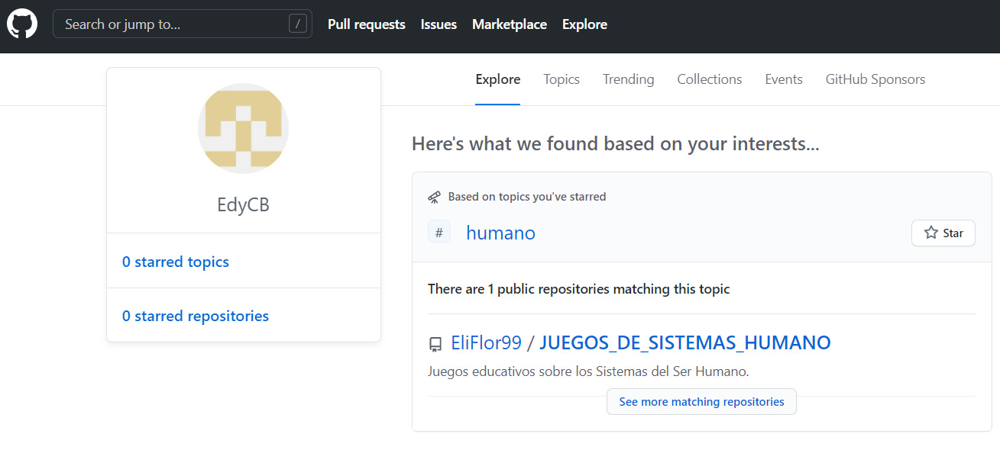 Search or jump to... /
Pull requests Issues Marketplace Explore
Explore Topics Trending Collections Events GitHub Sponsors
EdyCB
0 starred topics
0 starred repositories
Here's what we found based on your interests...
Based on topics you've starred
# humano
Star
There are 1 public repositories matching this topic
EliFlor99 / JUEGOS_DE_SISTEMAS_HUMANO
Juegos educativos sobre los Sistemas del Ser Humano.
See more matching repositories